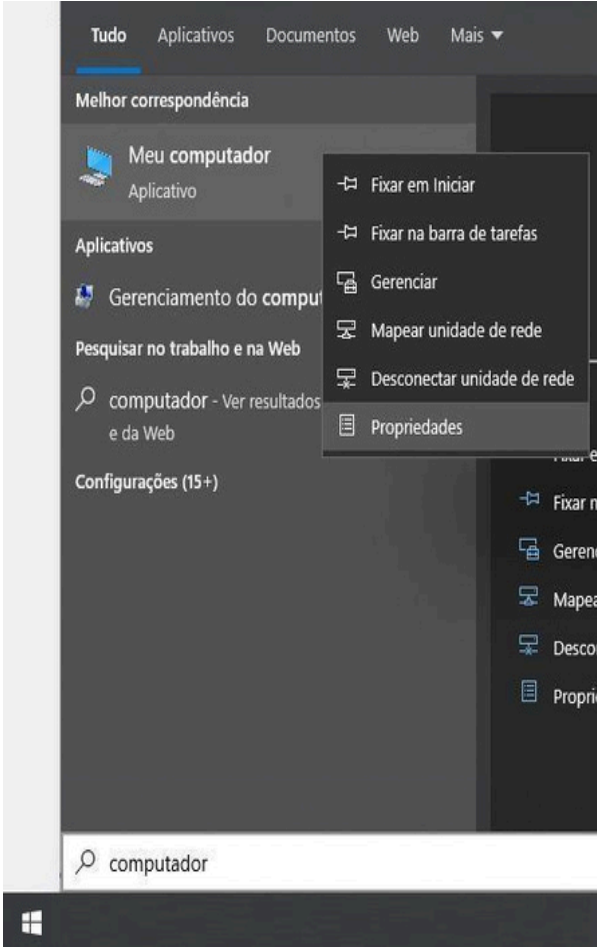 Tudo Aplicativos Documentos Web Mais
Melhor correspondência
Meu computador
Aplicativo
Fixar em Iniciar
Fixar na barra de tarefas
Gerenciar
Mapear unidade de rede
Desconectar unidade de rede
Propriedades
Aplicativos
Gerenciamento do compu
Pesquisar no trabalho e na Web
computador - Ver resultados
e da Web
Configurações (15+)
Fixar n
Geren
Mapea
Desco
Propri
computador